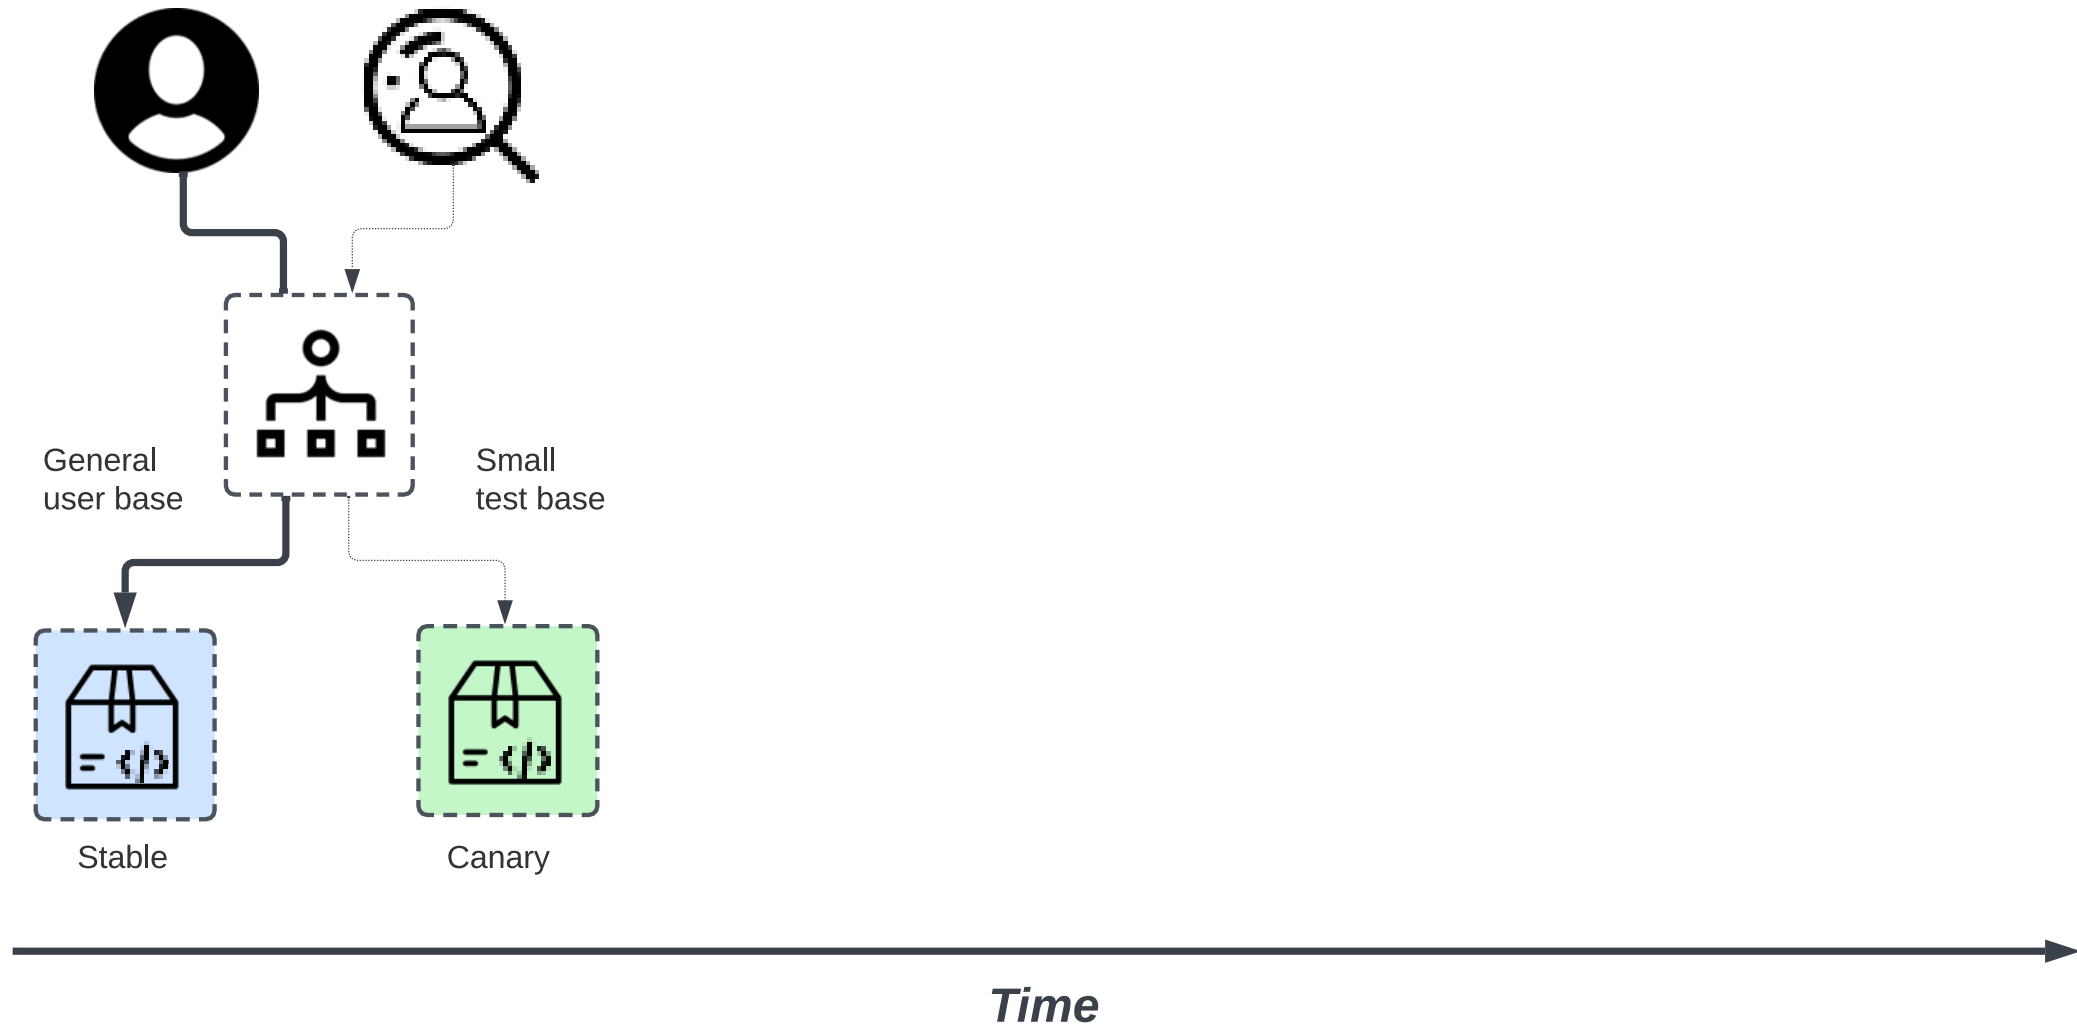 General
user base
Small
test base
</>
</>
Stable
Canary
Time